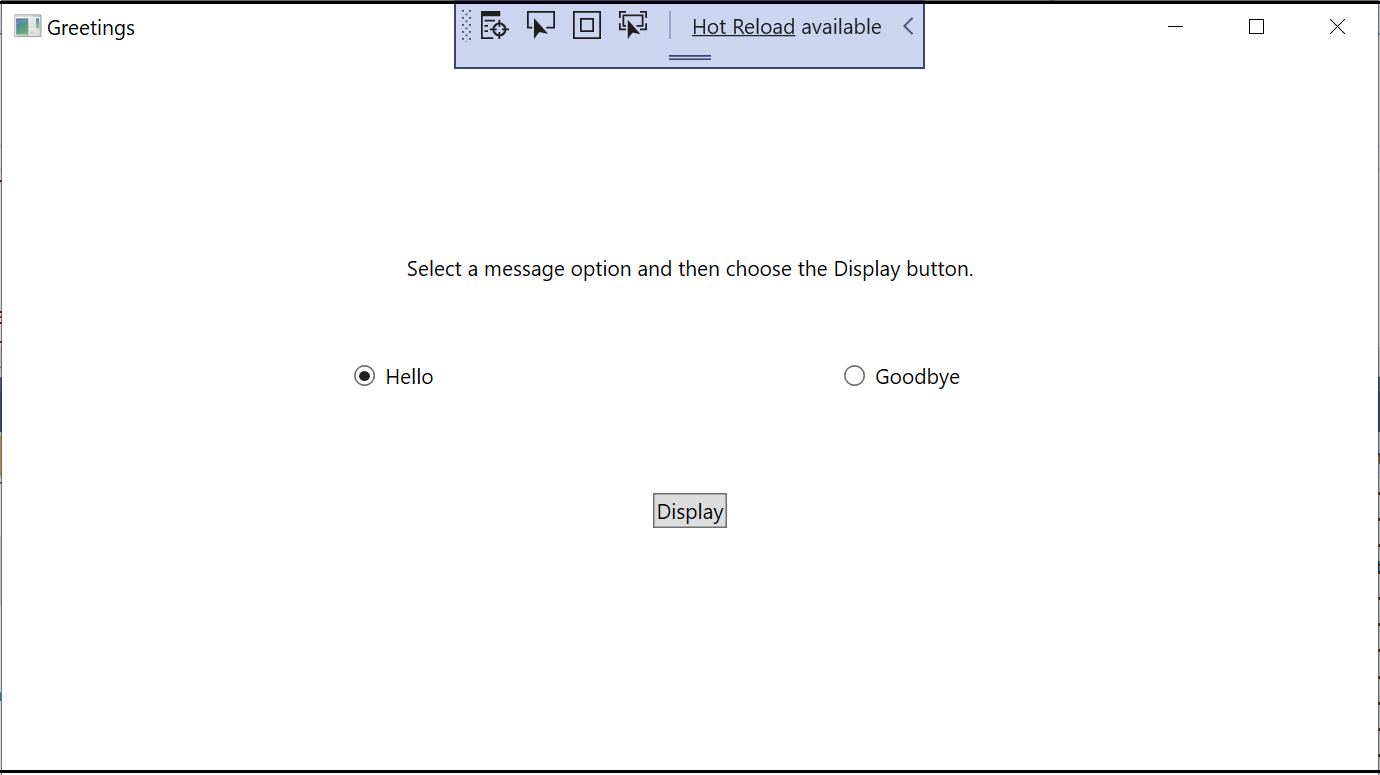 Greetings
Hot Reload available
Select a message option and then choose the Display button.
Hello
Goodbye
Display